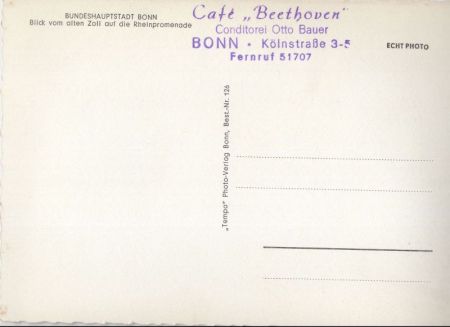 BUNDESHAUPTSTADT BONN
Blick vom alten Zoll auf die Rheinpromenade
Café „Beethoven"
Conditorei Otto Bauer
BONN · Kölnstraße 3-5
Fernruf 51707
ECHT PHOTO
„Tempo" Photo-Verlag Bonn, Best.-Nr. 126